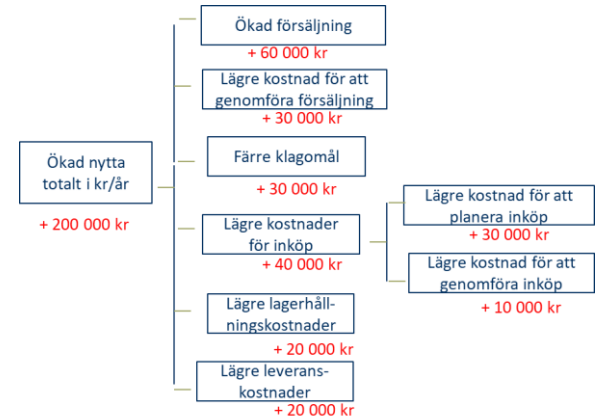 Ökad försäljning
+ 60 000 kr
Lägre kostnad för att
genomföra försäljning
+ 30 000 kr
Ökad nytta
totalt i kr/år
+ 200 000 kr
Färre klagomål
+ 30 000 kr
Lägre kostnader
för inköp
+ 40 000 kr
Lägre kostnad för att
planera inköp
+ 30 000 kr
Lägre kostnad för att
genomföra inköp
+ 10 000 kr
Lägre lagerhåll-
ningskostnader
+ 20 000 kr
Lägre leverans-
kostnader
+ 20 000 kr